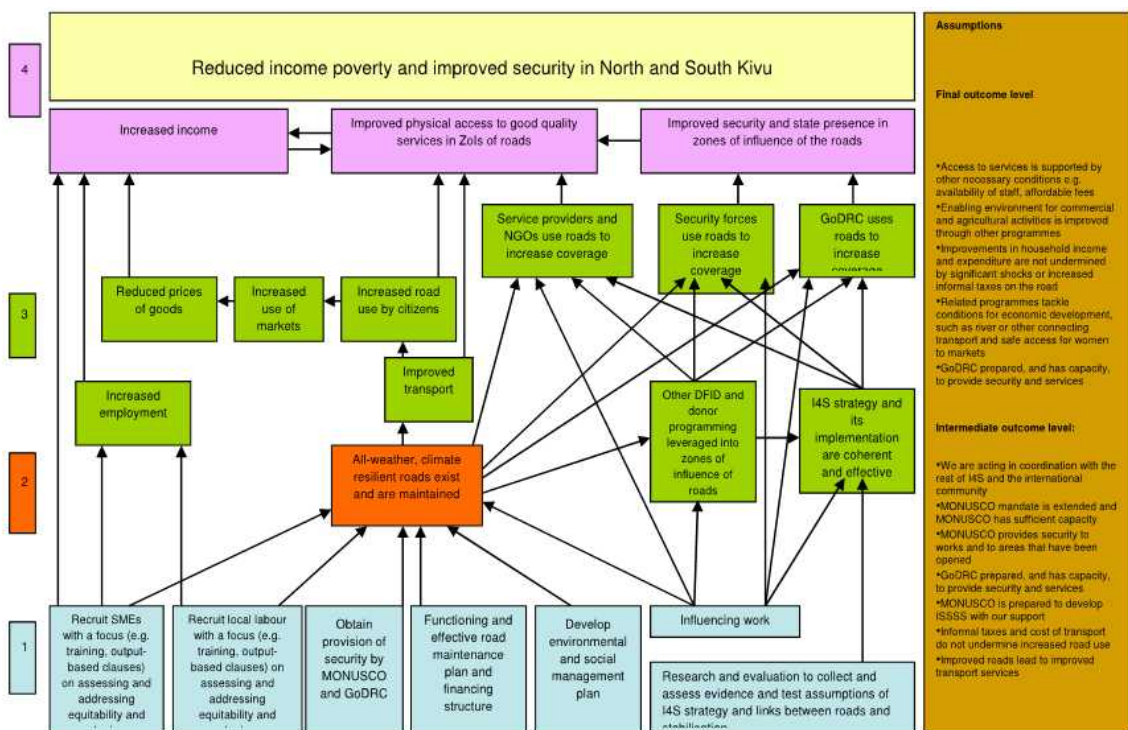 4
Reduced income poverty and improved security in North and South Kivu
Increased income
Improved physical access to good quality
services in ZoIs of roads
Improved security and state presence in
zones of influence of the roads
3
Service providers and
NGOs use roads to
increase coverage
Security forces
use roads to
increase
coverage
GoDRC uses
roads to
increase
coverage
Reduced prices
of goods
Increased
use of
markets
Increased road
use by citizens
Improved
transport
Increased
employment
Other DFID and
donor
programming
leveraged into
zones of
influence of
roads
I4S strategy and
its
implementation
are coherent
and effective
2
All-weather, climate
resilient roads exist
and are maintained
1
Recruit SMEs
with a focus (e.g.
training, output-
based clauses)
on assessing and
addressing
equitability and
Recruit local labour
with a focus (e.g.
training, output-
based clauses) on
assessing and
addressing
equitability and
Obtain
provision of
security by
MONUSCO
and GoDRC
Functioning and
effective road
maintenance
plan and
financing
structure
Develop
environmental
and social
management
plan
Influencing work
Research and evaluation to collect and
assess evidence and test assumptions of
I4S strategy and links between roads and
stabilisation
Assumptions
Final outcome level
•Access to services is supported by
other necessary conditions e.g.
availability of staff, affordable fees
•Enabling environment for commercial
and agricultural activities is improved
through other programmes
•Improvements in household income
and expenditure are not undermined
by significant shocks or increased
informal taxes on the road
•Related programmes tackle
conditions for economic development,
such as river or other connecting
transport and safe access for women
to markets
•GoDRC prepared, and has capacity,
to provide security and services
Intermediate outcome level:
•We are acting in coordination with the
rest of I4S and the international
community
•MONUSCO mandate is extended and
MONUSCO has sufficient capacity
•MONUSCO provides security to
works and to areas that have been
opened
•GoDRC prepared, and has capacity,
to provide security and services
•MONUSCO is prepared to develop
ISSSS with our support
•Informal taxes and cost of transport
do not undermine increased road use
•Improved roads lead to improved
transport services